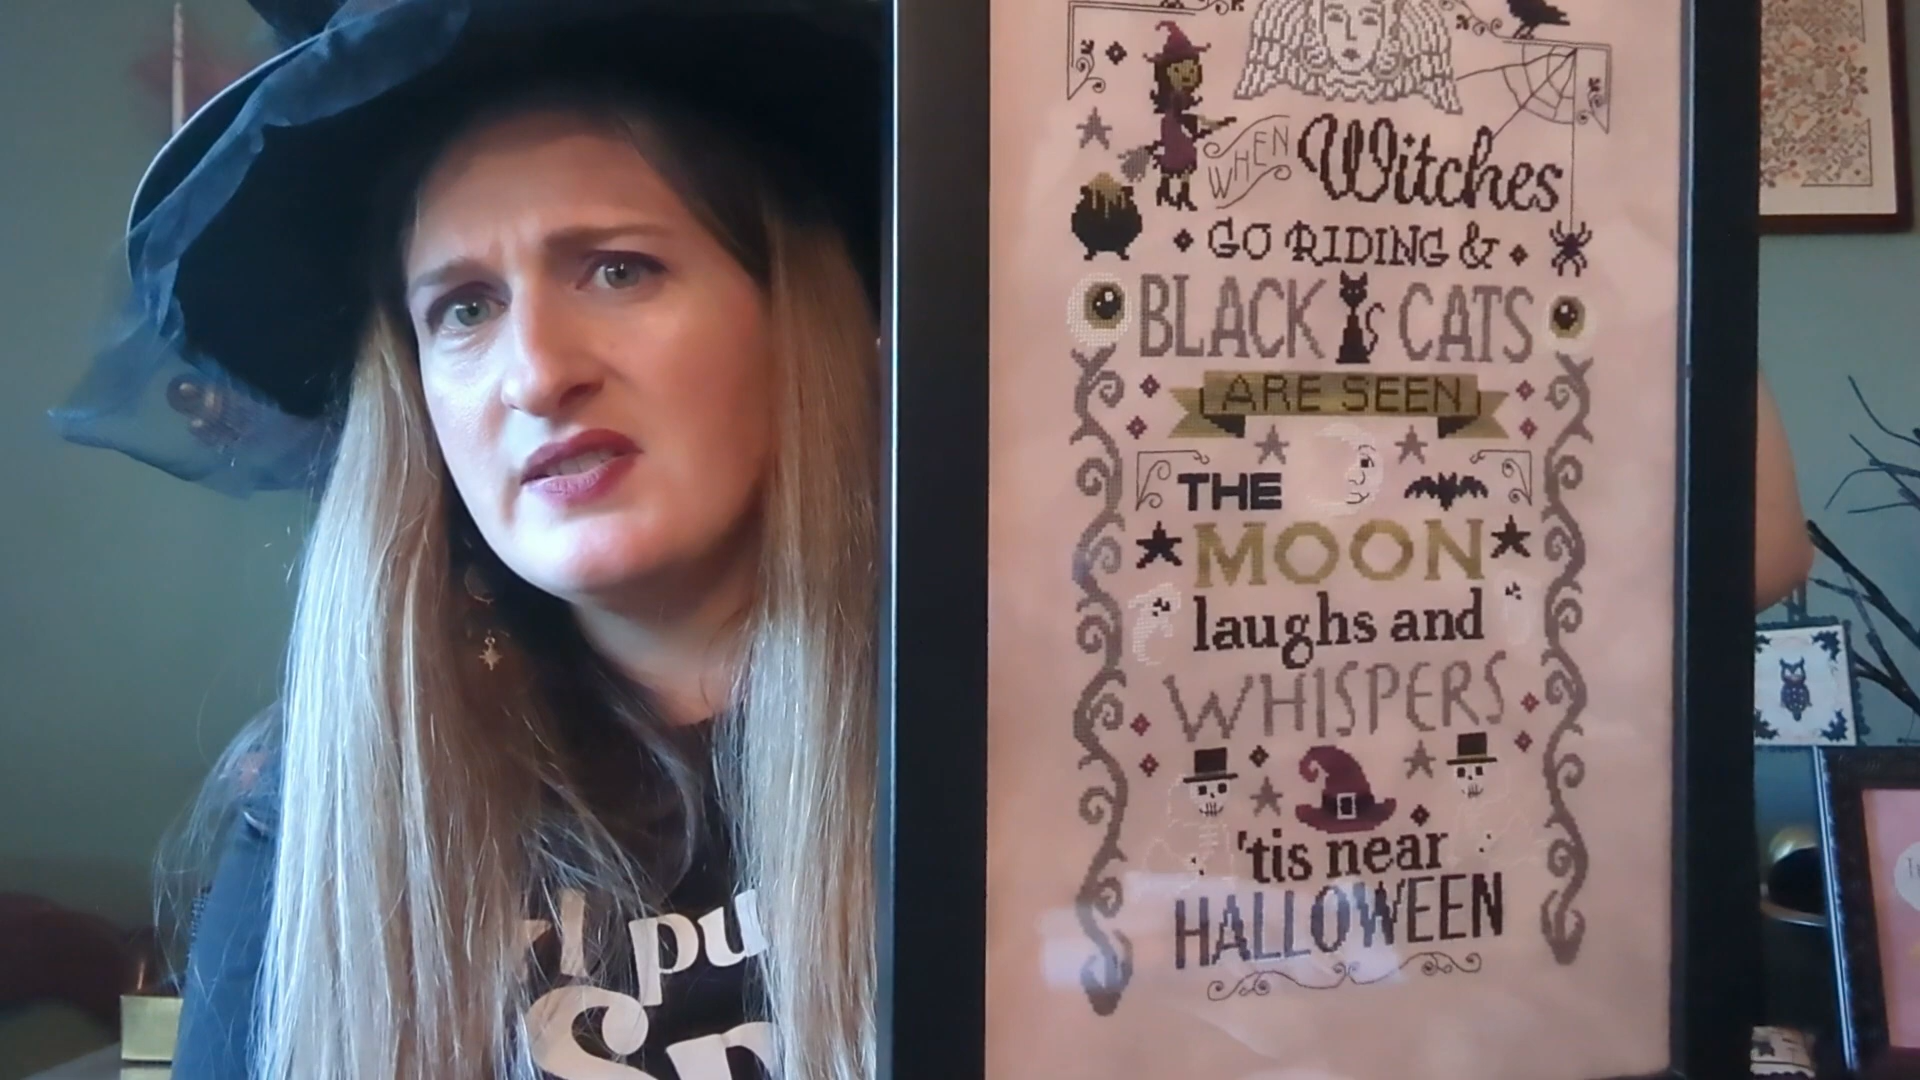 WHEN Witches
GO RIDING &
BLACK CATS
ARE SEEN
THE
MOON
laughs and
WHISPERS
'tis near
HALLOWEEN